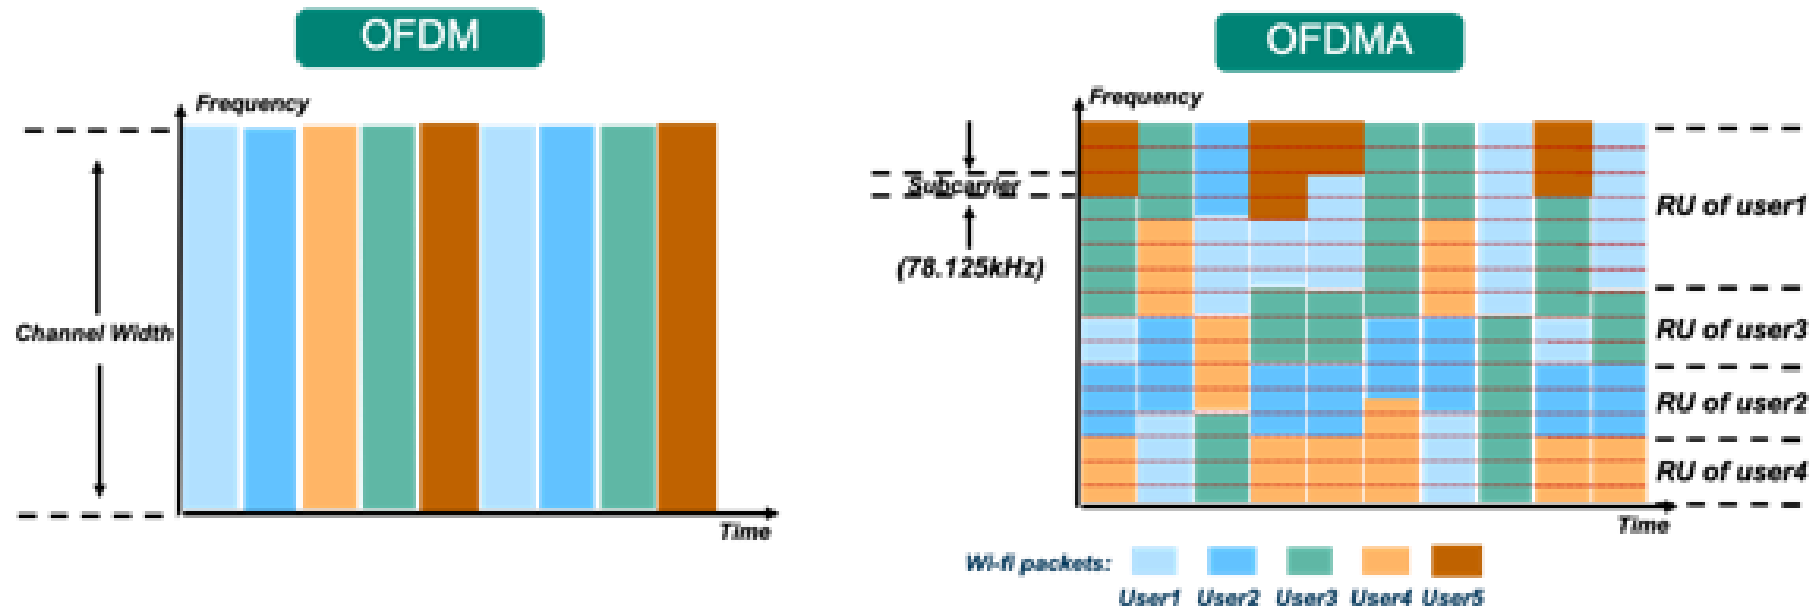 OFDM
Frequency
Channel Width
Time
OFDMA
Frequency
Subcarrier
(78.125kHz)
RU of user1
RU of user3
RU of user2
RU of user4
Time
Wi-fi packets:
User1 User2 User3 User4 User5